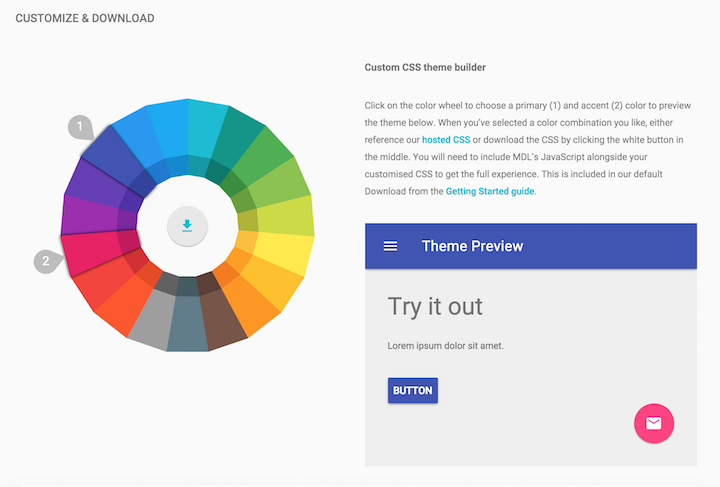 CUSTOMIZE & DOWNLOAD
1
2
Custom CSS theme builder
Click on the color wheel to choose a primary (1) and accent (2) color to preview
the theme below. When you've selected a color combination you like, either
reference our hosted CSS or download the CSS by clicking the white button in
the middle. You will need to include MDL's JavaScript alongside your
customised CSS to get the full experience. This is included in our default
Download from the Getting Started guide.
Theme Preview
Try it out
Lorem ipsum dolor sit amet.
BUTTON